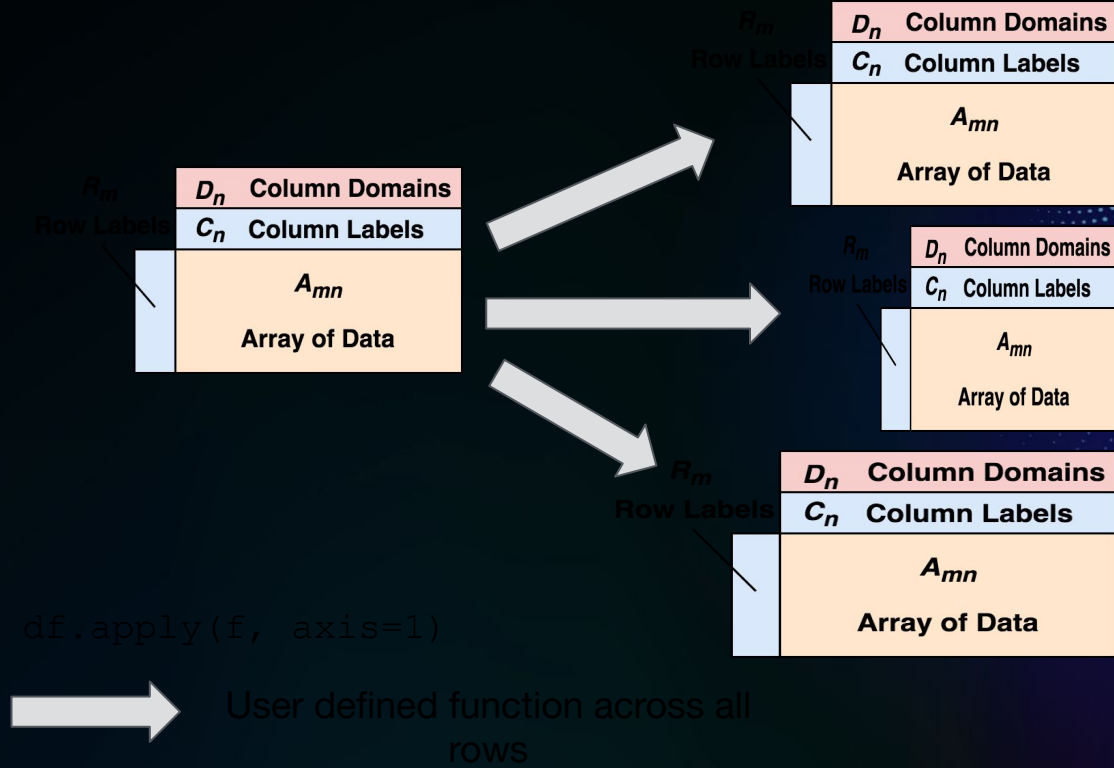 R_m
Row Labels
D_n Column Domains
C_n Column Labels
A_mn
Array of Data
R_m
Row Labels
D_n Column Domains
C_n Column Labels
A_mn
Array of Data
R_m
Row Labels
D_n Column Domains
C_n Column Labels
A_mn
Array of Data
R_m
Row Labels
D_n Column Domains
C_n Column Labels
A_mn
Array of Data
df.apply(f, axis=1)
User defined function across all
rows